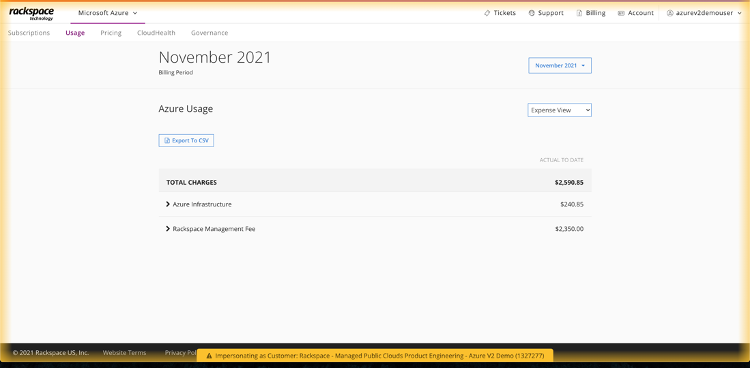 rackspace
technology
Microsoft Azure
Tickets Support Billing Account azurev2demouser
Subscriptions Usage Pricing CloudHealth Governance
November 2021
Billing Period
November 2021
Azure Usage
Expense View
Export To CSV
ACTUAL TO DATE
TOTAL CHARGES $2,590.85
Azure Infrastructure $240.85
Rackspace Management Fee $2,350.00
© 2021 Rackspace US, Inc. Website Terms Privacy Pol
Impersonating as Customer: Rackspace - Managed Public Clouds Product Engineering - Azure V2 Demo (1327277)